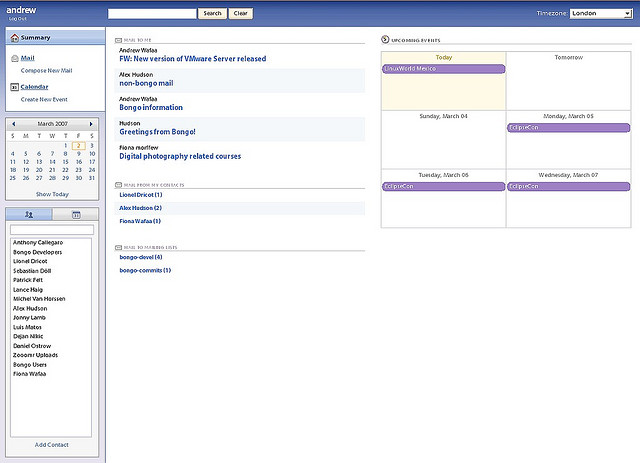 andrew
Log Out
Search
Clear
Timezone: London
Summary
Mail
Compose New Mail
Calendar
Create New Event
March 2007
S M T W T F S
1 2 3
4 5 6 7 8 9 10
11 12 13 14 15 16 17
18 19 20 21 22 23 24
25 26 27 28 29 30 31
Show Today
Anthony Callegaro
Bongo Developers
Lionel Dricot
Sebastian Döll
Patrick Felt
Lance Haig
Michel Van Horssen
Alex Hudson
Jonny Lamb
Luis Matos
Dejan Nikic
Daniel Ostrow
Zooomr Uploads
Bongo Users
Fiona Wafaa
Add Contact
MAIL TO ME
Andrew Wafaa
FW: New version of VMware Server released
Alex Hudson
non-bongo mail
Andrew Wafaa
Bongo information
Hudson
Greetings from Bongo!
Fiona morlfew
Digital photography related courses
MAIL FROM MY CONTACTS
Lionel Dricot (1)
Alex Hudson (2)
Fiona Wafaa (1)
MAIL TO MAILING LISTS
bongo-devel (4)
bongo-commits (1)
UPCOMING EVENTS
Today
Tomorrow
LinuxWorld Mexico
Sunday, March 04
Monday, March 05
EclipseCon
Tuesday, March 06
Wednesday, March 07
EclipseCon
EclipseCon